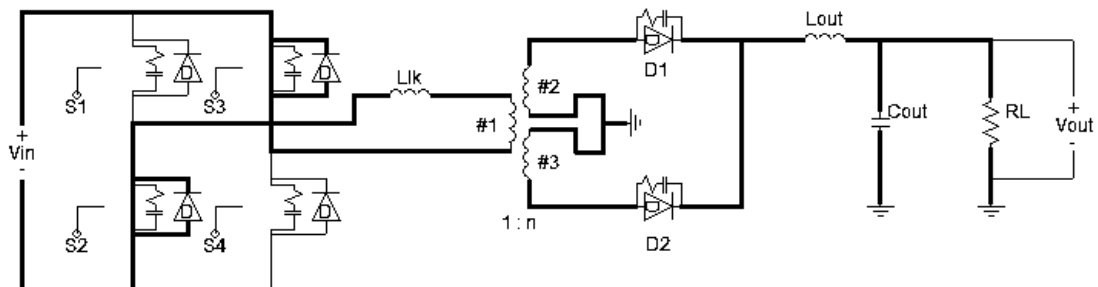 S1
D
S3
D
Llk
#1
#2
#3
1 : n
D
D1
Lout
Cout
RL
+
Vout
-
+
Vin
-
S2
D
S4
D
D
D2